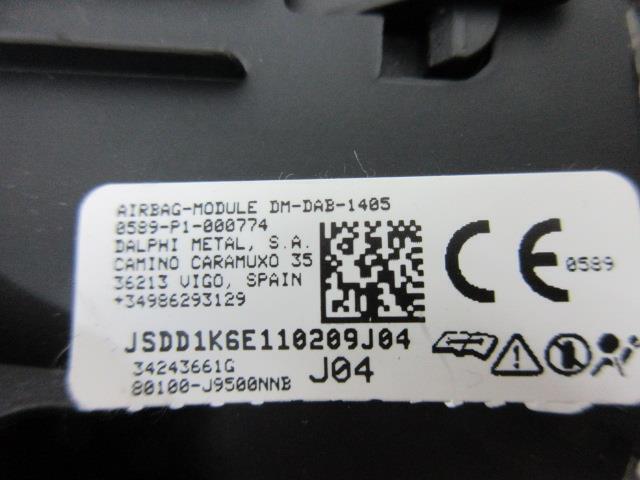 AIRBAG-MODULE DM-DAB-1405
0589-P1-000774
DALPHI METAL, S.A.
CAMINO CARAMUXO 35
36213 VIGO, SPAIN
+34986293129
CE 0589
JSDD1K6E110209J04
34243661G
80100-J9500NNB
J04